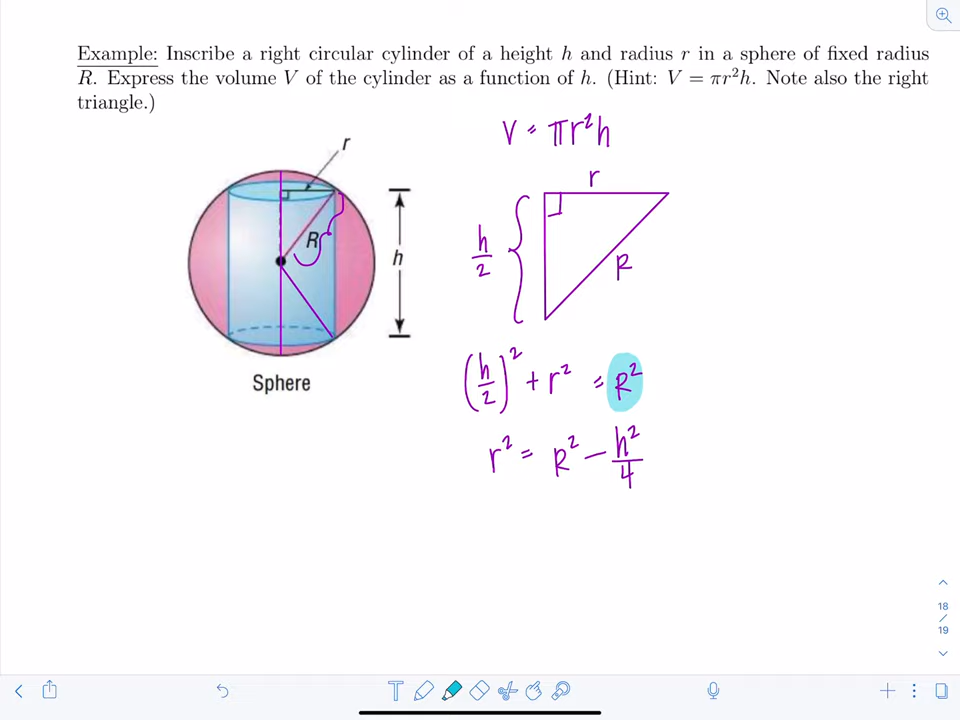 Example: Inscribe a right circular cylinder of a height h and radius r in a sphere of fixed radius
R. Express the volume V of the cylinder as a function of h. (Hint: V = πr²h. Note also the right
triangle.)
V = πr²h
r
r
R
h
h/2
R
Sphere
(h/2)² + r² = R²
r² = R² − h²/4
18
/
19
T